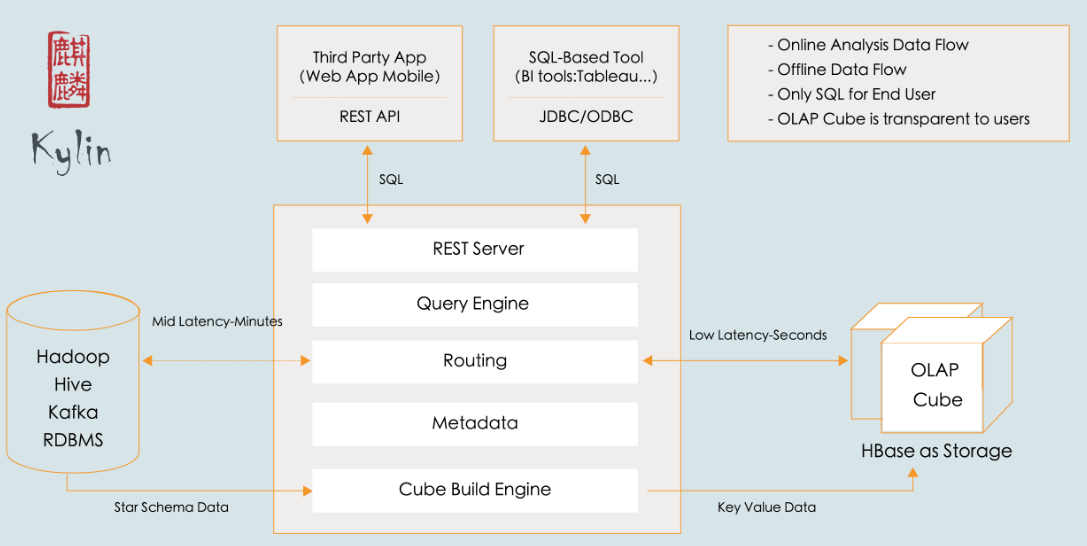 麒麟
Kylin
Third Party App
(Web App Mobile)
REST API
SQL-Based Tool
(BI tools:Tableau...)
JDBC/ODBC
- Online Analysis Data Flow
- Offline Data Flow
- Only SQL for End User
- OLAP Cube is transparent to users
SQL
SQL
REST Server
Query Engine
Routing
Metadata
Cube Build Engine
Mid Latency-Minutes
Low Latency-Seconds
Hadoop
Hive
Kafka
RDBMS
OLAP
Cube
HBase as Storage
Star Schema Data
Key Value Data